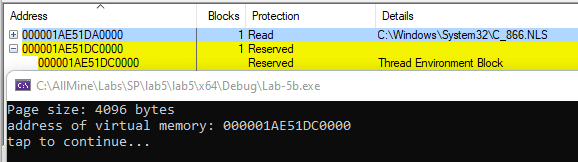 Address Blocks Protection Details
000001AE51DA0000 1 Read C:\Windows\System32\C_866.NLS
000001AE51DC0000 1 Reserved
000001AE51DC0000 Reserved Thread Environment Block
C:\AllMine\Labs\SP\lab5\lab5\x64\Debug\Lab-5b.exe
Page size: 4096 bytes
address of virtual memory: 000001AE51DC0000
tap to continue...